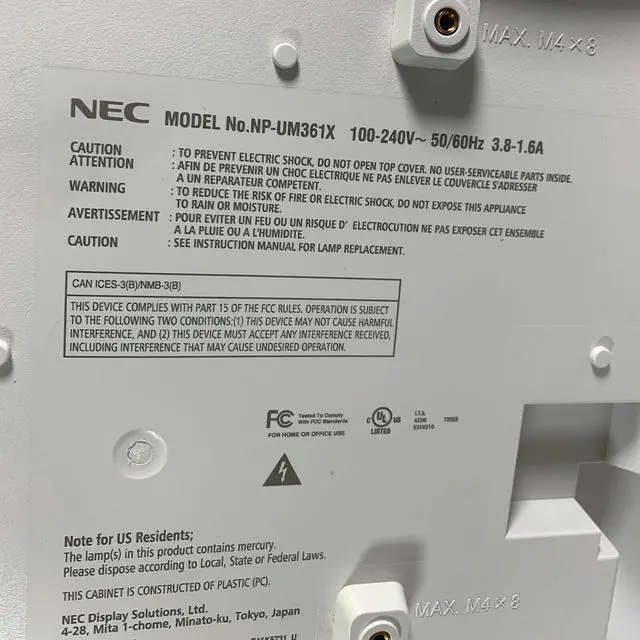 MAX. M4×8
NEC MODEL No.NP-UM361X 100-240V~ 50/60Hz 3.8-1.6A
CAUTION : TO PREVENT ELECTRIC SHOCK, DO NOT OPEN TOP COVER. NO USER-SERVICEABLE PARTS INSIDE.
ATTENTION : AFIN DE PREVENIR UN CHOC ELECTRIQUE NE PAS ENLEVER LE COUVERCLE S'ADRESSER
A UN REPARATEUR COMPETENT.
WARNING : TO REDUCE THE RISK OF FIRE OR ELECTRIC SHOCK, DO NOT EXPOSE THIS APPLIANCE
TO RAIN OR MOISTURE.
AVERTISSEMENT : POUR EVITER UN FEU OU UN RISQUE D' ELECTROCUTION NE PAS EXPOSER CET ENSEMBLE
A LA PLUIE OU A L'HUMIDITE.
CAUTION : SEE INSTRUCTION MANUAL FOR LAMP REPLACEMENT.
CAN ICES-3(B)/NMB-3(B)
THIS DEVICE COMPLIES WITH PART 15 OF THE FCC RULES. OPERATION IS SUBJECT
TO THE FOLLOWING TWO CONDITIONS:(1) THIS DEVICE MAY NOT CAUSE HARMFUL
INTERFERENCE, AND (2) THIS DEVICE MUST ACCEPT ANY INTERFERENCE RECEIVED,
INCLUDING INTERFERENCE THAT MAY CAUSE UNDESIRED OPERATION.
FC Tested To Comply
With FCC Standards
FOR HOME OR OFFICE USE
C UL US
LISTED
I.T.E.
Note for US Residents;
The lamp(s) in this product contains mercury.
Please dispose according to Local, State or Federal Laws.
THIS CABINET IS CONSTRUCTED OF PLASTIC (PC).
NEC Display Solutions, Ltd.
4-28, Mita 1-chome, Minato-ku, Tokyo, Japan
MAX. M4×8